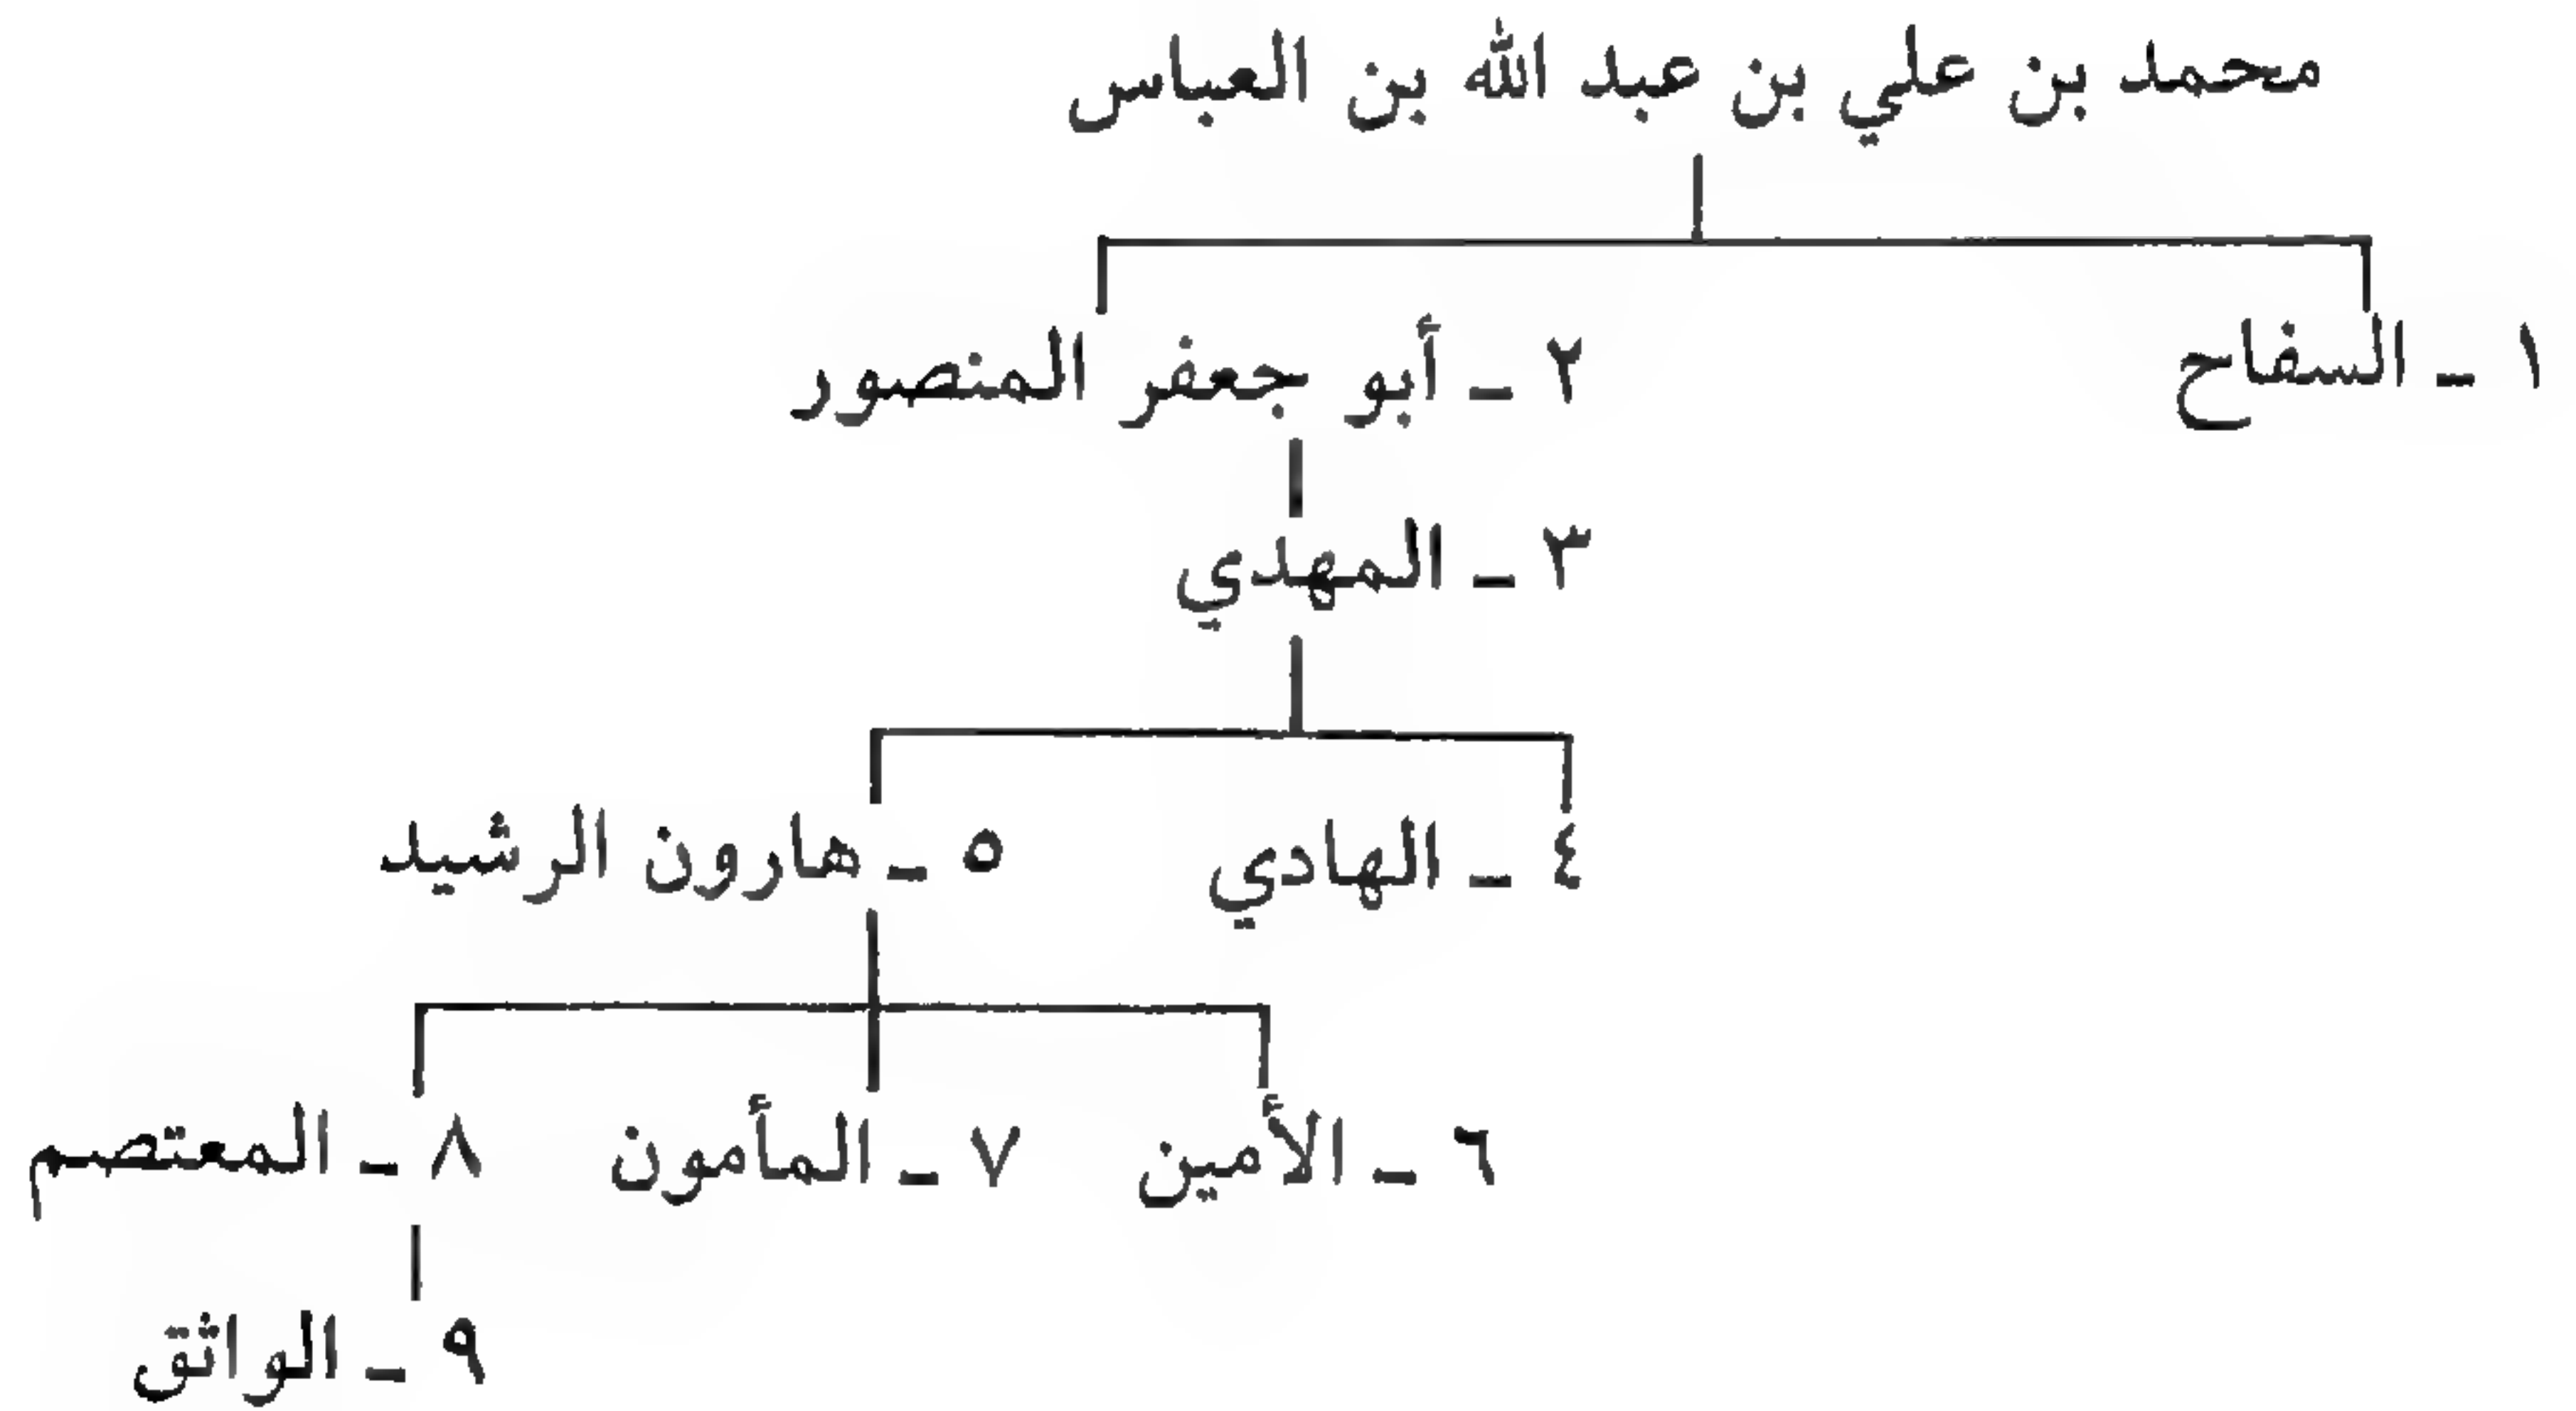 محمد بن علي بن عبد الله بن العباس
١ ـ السفاح ٢ ـ أبو جعفر المنصور
٣ ـ المهدي
٤ ـ الهادي ٥ ـ هارون الرشيد
٦ ـ الأمين ٧ ـ المأمون ٨ ـ المعتصم
٩ ـ الواثق